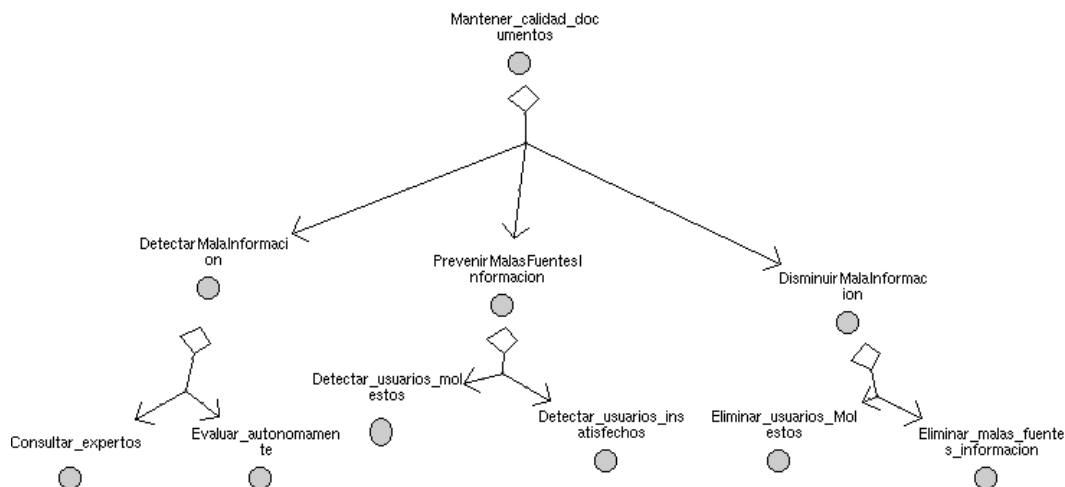 Mantener_calidad_doc
umentos
DetectarMalaInformaci
on
PrevenirMalasFuentesI
nformacion
DisminuirMalaInformac
ion
Detectar_usuarios_mol
estos
Consultar_expertos
Evaluar_autonomamen
te
Detectar_usuarios_ins
atisfechos
Eliminar_usuarios_Mol
estos
Eliminar_malas_fuente
s_informacion